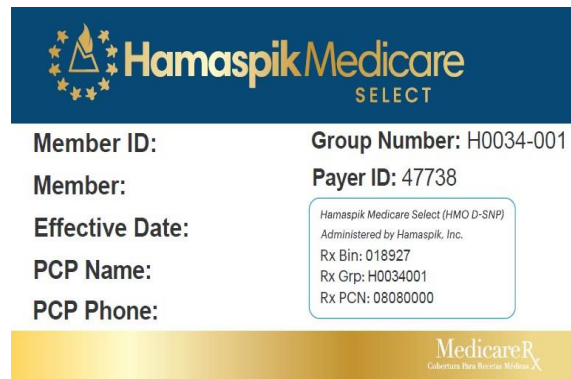 Hamaspik Medicare
SELECT
Member ID:
Member:
Effective Date:
PCP Name:
PCP Phone:
Group Number: H0034-001
Payer ID: 47738
Hamaspik Medicare Select (HMO D-SNP)
Administered by Hamaspik, Inc.
Rx Bin: 018927
Rx Grp: H0034001
Rx PCN: 08080000
MedicareRx
Cobertura Para Recetas Médicas